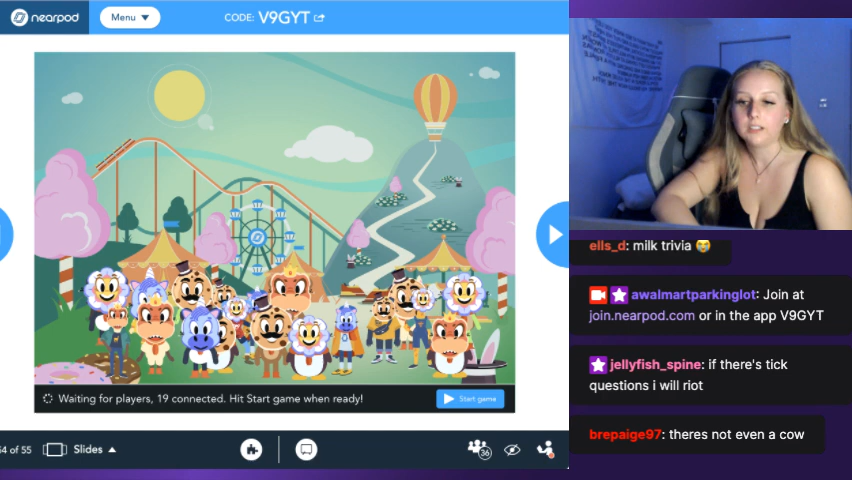 nearpod
Menu ▼
CODE: V9GYT
Waiting for players, 19 connected. Hit Start game when ready!
Start game
54 of 55
Slides
36
ells_d: milk trivia 😭
awalmartparkinglot: Join at
join.nearpod.com or in the app V9GYT
jellyfish_spine: if there's tick
questions i will riot
brepaige97: theres not even a cow